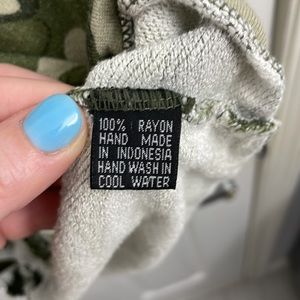 100% RAYON
HAND MADE
IN INDONESIA
HAND WASH IN
COOL WATER